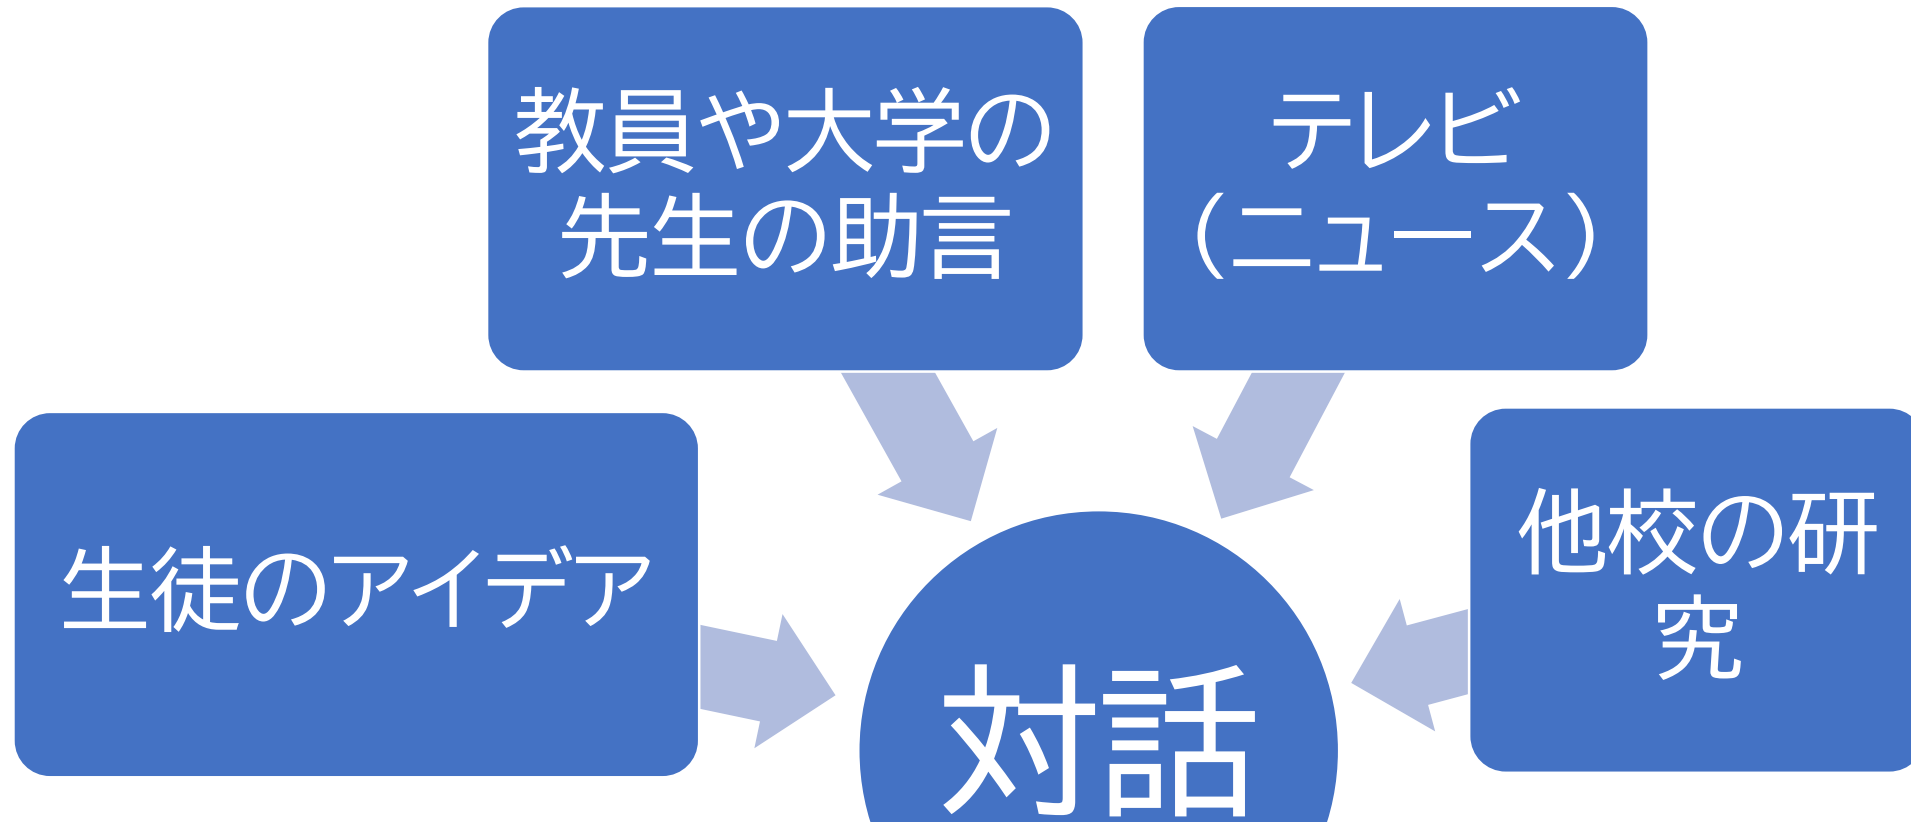 教員や大学の
先生の助言
テレビ
（ニュース）
生徒のアイデア
他校の研
究
対話